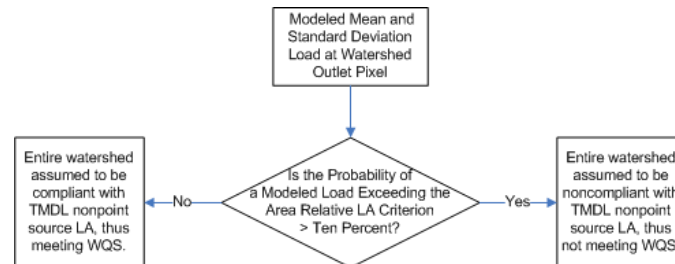 Modeled Mean and
Standard Deviation
Load at Watershed
Outlet Pixel
Entire watershed
assumed to be
compliant with
TMDL nonpoint
source LA, thus
meeting WQS.
No
Is the Probability of
a Modeled Load Exceeding the
Area Relative LA Criterion
> Ten Percent?
Yes
Entire watershed
assumed to be
noncompliant with
TMDL nonpoint
source LA, thus
not meeting WQS